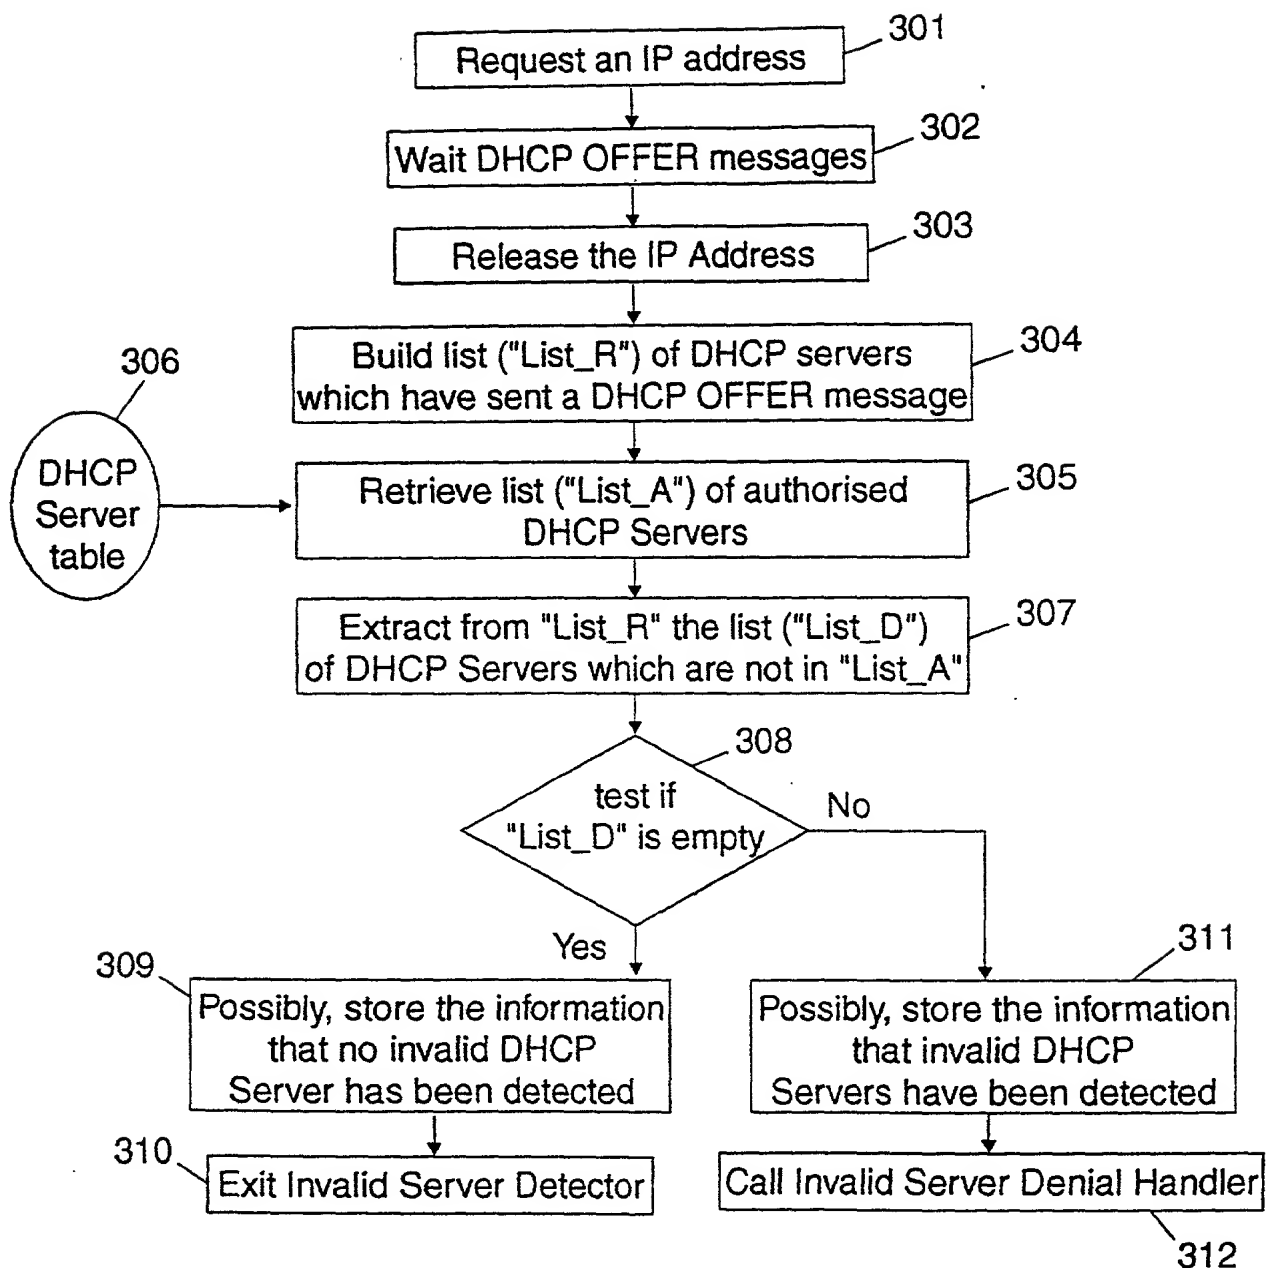 301
Request an IP address
302
Wait DHCP OFFER messages
303
Release the IP Address
304
Build list ("List_R") of DHCP servers
which have sent a DHCP OFFER message
306
DHCP
Server
table
305
Retrieve list ("List_A") of authorised
DHCP Servers
307
Extract from "List_R" the list ("List_D")
of DHCP Servers which are not in "List_A"
308
test if
"List_D" is empty
No
Yes
309
Possibly, store the information
that no invalid DHCP
Server has been detected
311
Possibly, store the information
that invalid DHCP
Servers have been detected
310
Exit Invalid Server Detector
Call Invalid Server Denial Handler
312